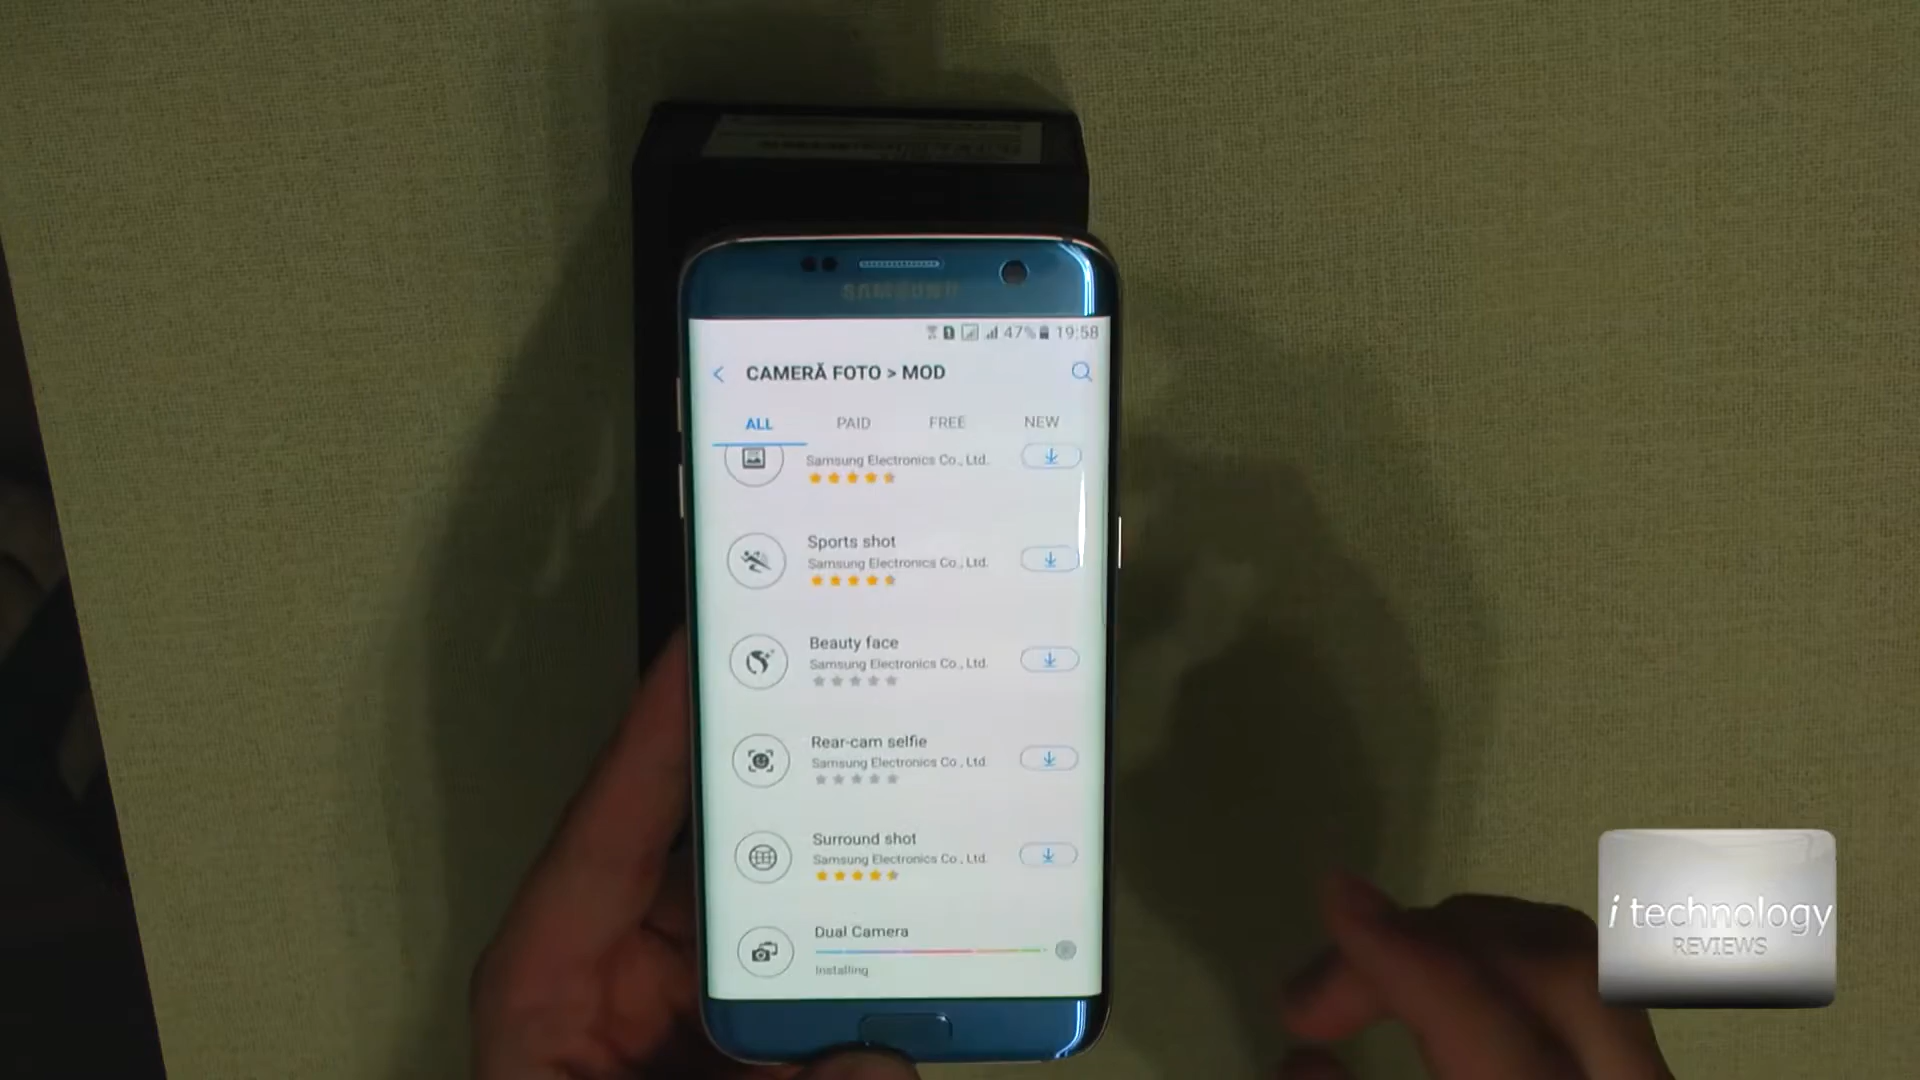 SAMSUNG
47% 19:58
< CAMERĂ FOTO > MOD
ALL PAID FREE NEW
Samsung Electronics Co., Ltd.
Sports shot
Samsung Electronics Co., Ltd.
Beauty face
Samsung Electronics Co., Ltd.
Rear-cam selfie
Samsung Electronics Co., Ltd.
Surround shot
Samsung Electronics Co., Ltd.
Dual Camera
Installing
i technology
REVIEWS